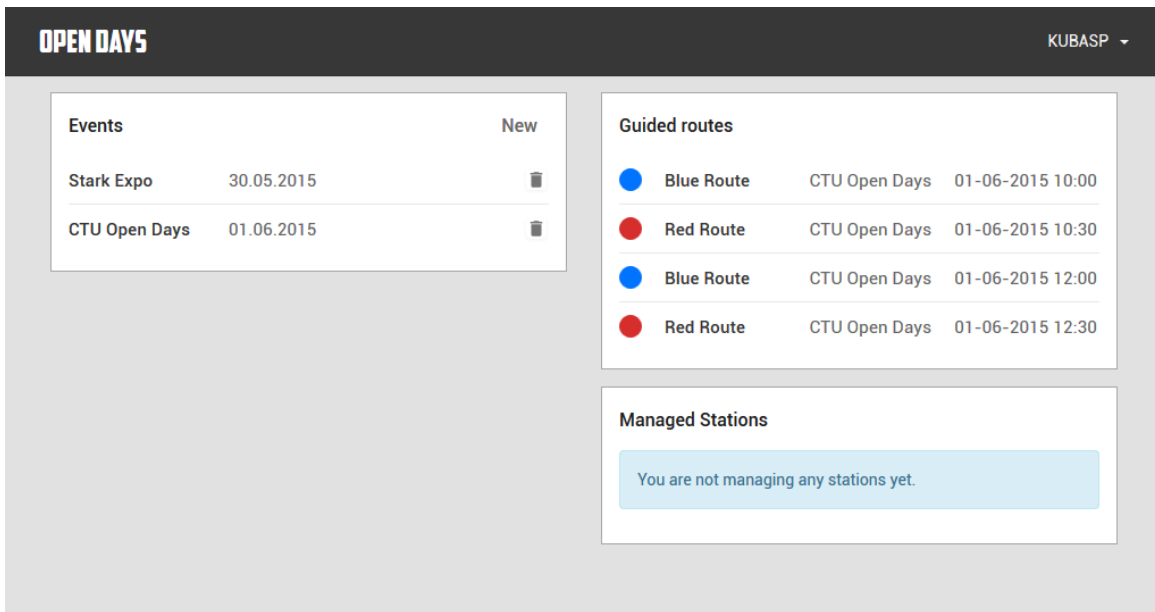 OPEN DAYS
KUBASP
Events New
Stark Expo 30.05.2015
CTU Open Days 01.06.2015
Guided routes
Blue Route CTU Open Days 01-06-2015 10:00
Red Route CTU Open Days 01-06-2015 10:30
Blue Route CTU Open Days 01-06-2015 12:00
Red Route CTU Open Days 01-06-2015 12:30
Managed Stations
You are not managing any stations yet.